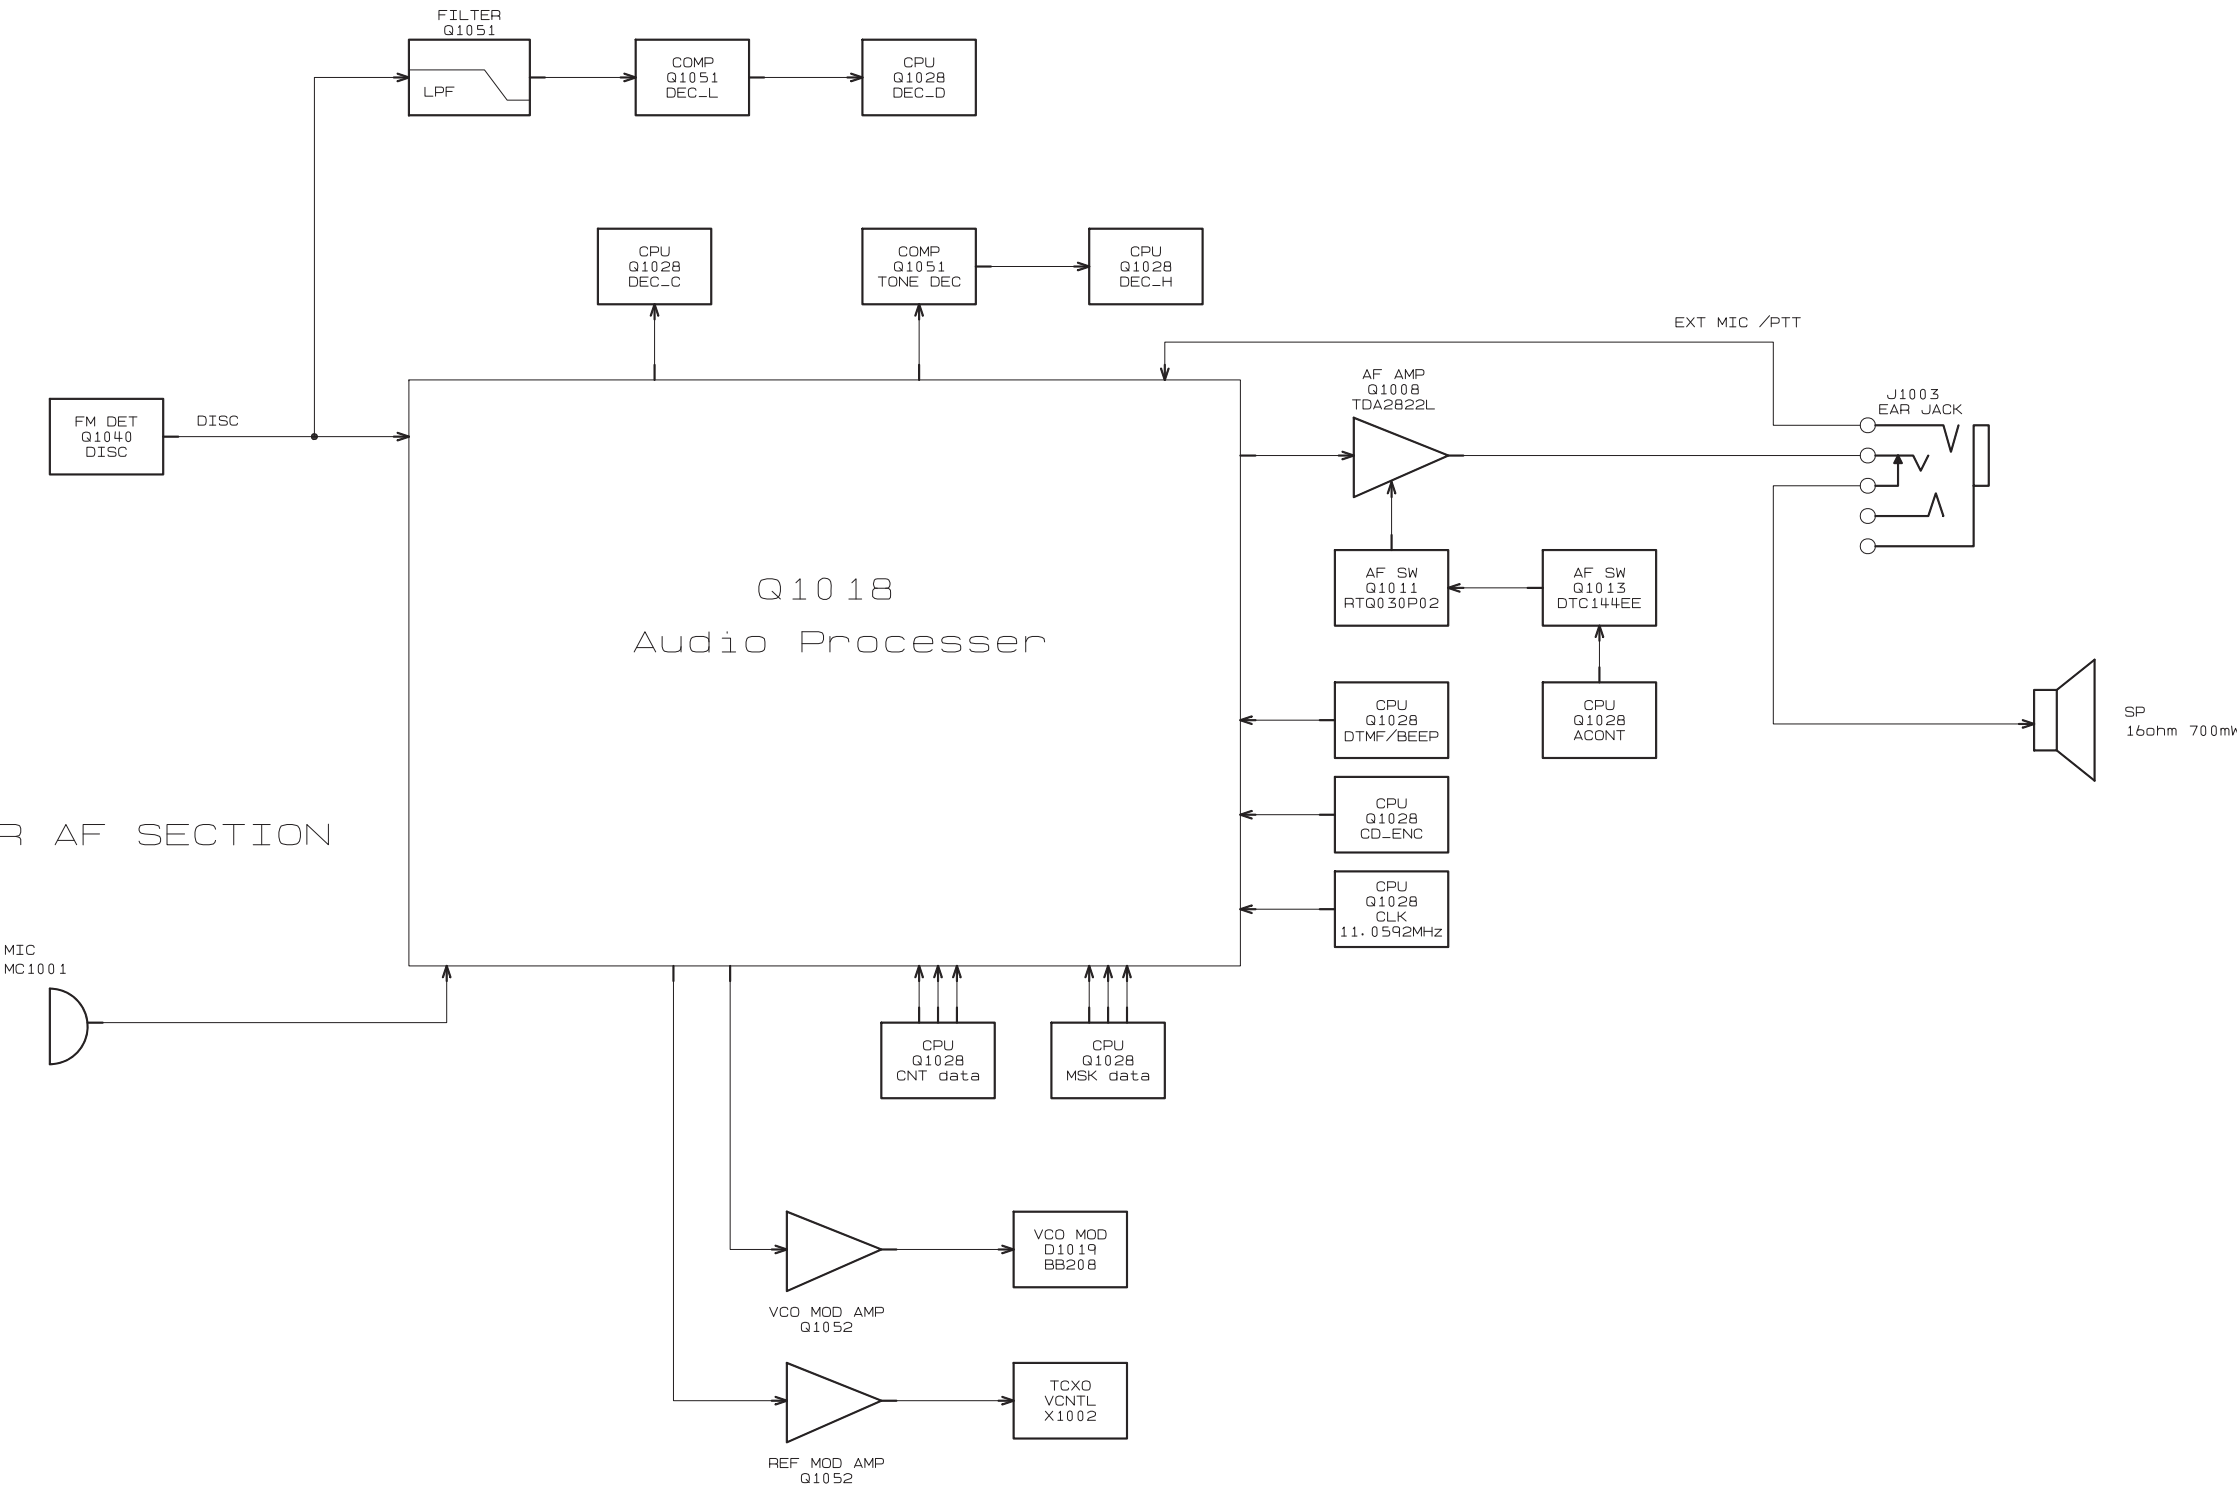 FILTER
Q1051
LPF
COMP
Q1051
DEC_L
CPU
Q1028
DEC_D
CPU
Q1028
DEC_C
COMP
Q1051
TONE DEC
CPU
Q1028
DEC_H
EXT MIC /PTT
FM DET
Q1040
DISC
DISC
AF AMP
Q1008
TDA2822L
J1003
EAR JACK
Q1018
Audio Processer
AF SW
Q1011
RTQ030P02
AF SW
Q1013
DTC144EE
CPU
Q1028
DTMF/BEEP
CPU
Q1028
ACONT
SP
16ohm 700mW
CPU
Q1028
CD_ENC
R AF SECTION
CPU
Q1028
CLK
11.0592MHz
MIC
MC1001
CPU
Q1028
CNT data
CPU
Q1028
MSK data
VCO MOD
D1019
BB208
VCO MOD AMP
Q1052
TCXO
VCNTL
X1002
REF MOD AMP
Q1052